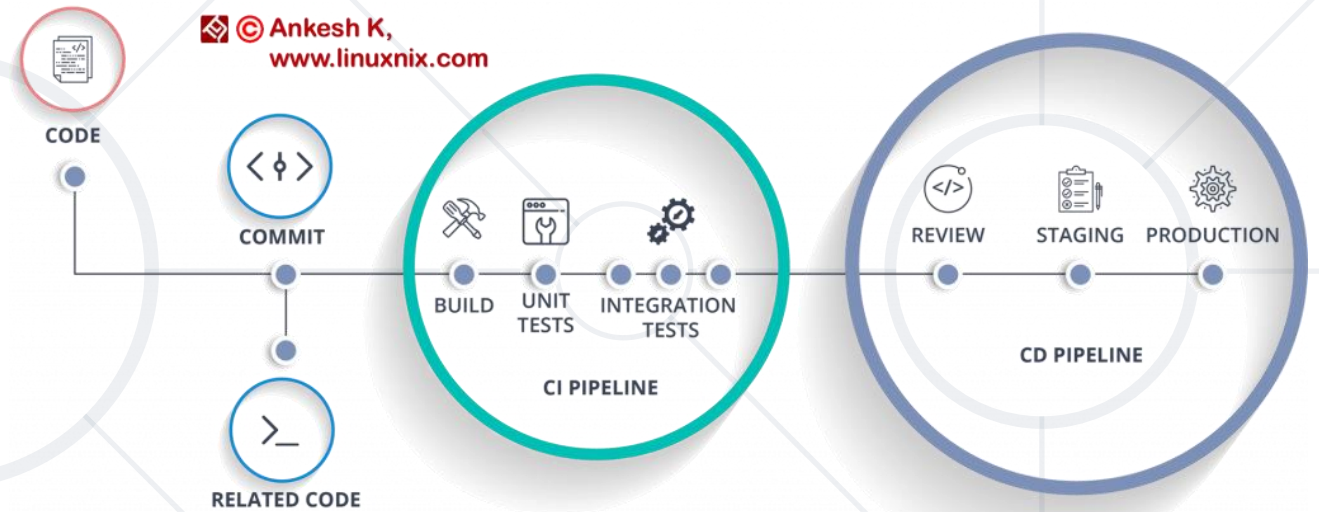 © Ankesh K,
www.linuxnix.com
CODE
COMMIT
RELATED CODE
BUILD
UNIT
TESTS
INTEGRATION
TESTS
CI PIPELINE
REVIEW
STAGING
PRODUCTION
CD PIPELINE